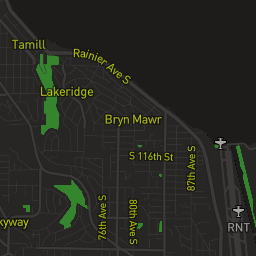 Tamill
Rainier Ave S
Lakeridge
Bryn Mawr
S 116th St
87th Ave S
76th Ave S
80th Ave S
kyway
RNT